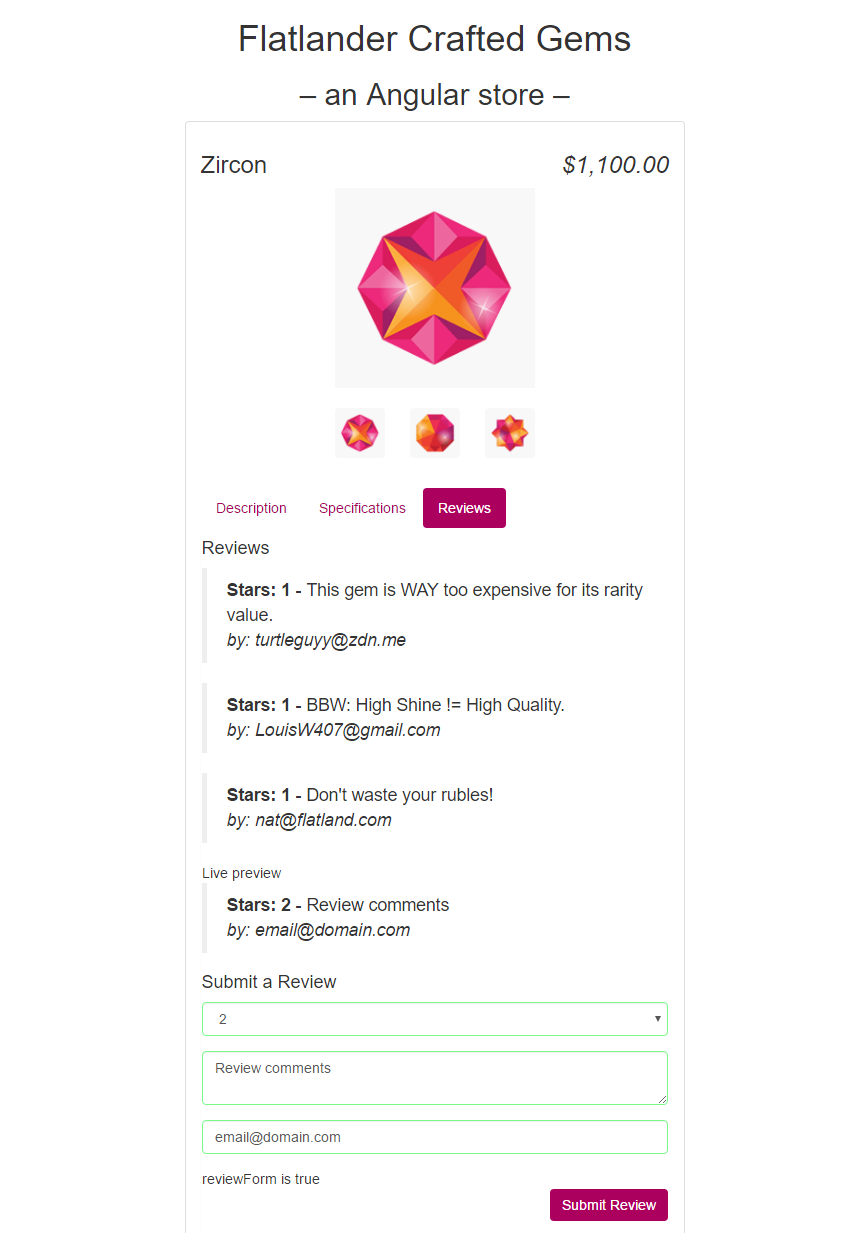 Flatlander Crafted Gems
– an Angular store –
Zircon $1,100.00
Description Specifications Reviews
Reviews
Stars: 1 - This gem is WAY too expensive for its rarity
value.
by: turtleguyy@zdn.me
Stars: 1 - BBW: High Shine != High Quality.
by: LouisW407@gmail.com
Stars: 1 - Don't waste your rubles!
by: nat@flatland.com
Live preview
Stars: 2 - Review comments
by: email@domain.com
Submit a Review
2
Review comments
email@domain.com
reviewForm is true
Submit Review